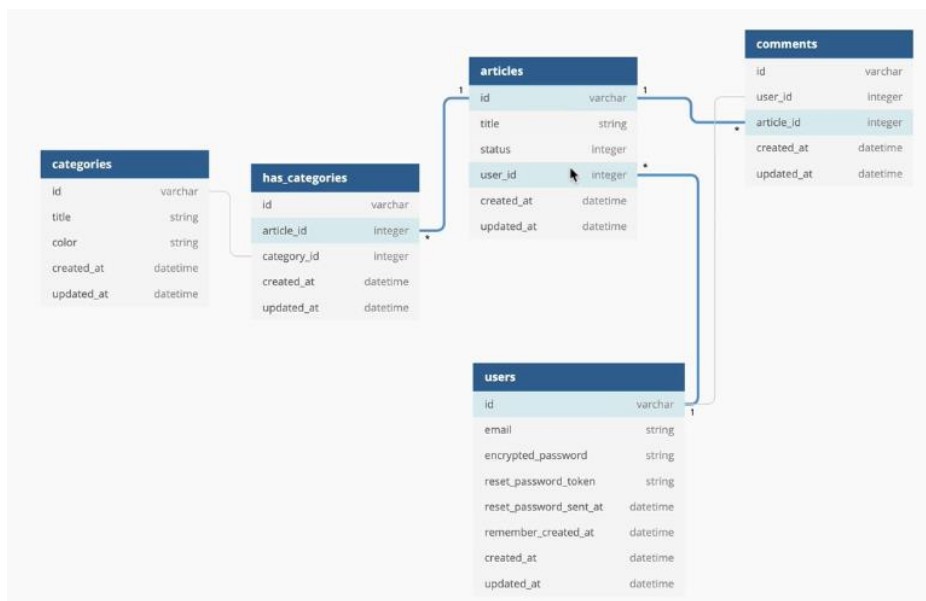 categories
id varchar
title string
color string
created_at datetime
updated_at datetime
has_categories
id varchar
article_id integer
category_id integer
created_at datetime
updated_at datetime
1
*
articles
id varchar
title string
status integer
user_id integer
created_at datetime
updated_at datetime
1
*
*
1
comments
id varchar
user_id integer
article_id integer
created_at datetime
updated_at datetime
users
id varchar
email string
encrypted_password string
reset_password_token string
reset_password_sent_at datetime
remember_created_at datetime
created_at datetime
updated_at datetime